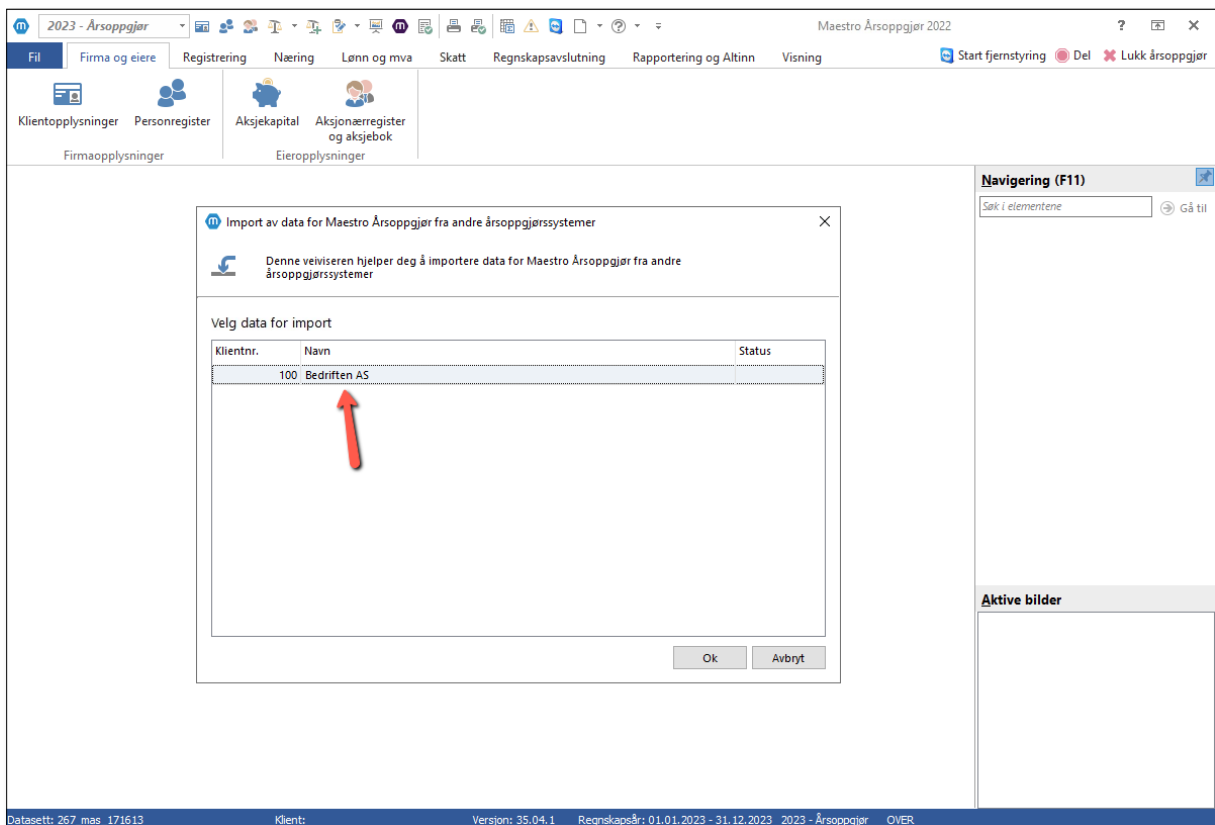 2023 - Årsoppgjør
Maestro Årsoppgjør 2022
Fil Firma og eiere Registrering Næring Lønn og mva Skatt Regnskapsavslutning Rapportering og Altinn Visning Start fjernstyring Del Lukk årsoppgjør
Klientopplysninger Personregister Aksjekapital Aksjonærregister
og aksjebok
Firmaopplysninger Eieropplysninger
Navigering (F11)
Søk i elementene Gå til
Import av data for Maestro Årsoppgjør fra andre årsoppgjørssystemer
Denne veiviseren hjelper deg å importere data for Maestro Årsoppgjør fra andre
årsoppgjørssystemer
Velg data for import
Klientnr. Navn Status
100 Bedriften AS
Ok Avbryt
Aktive bilder
Datasett: 267_mas_171613 Klient: Versjon: 35.04.1 Regnskapsår: 01.01.2023 - 31.12.2023 2023 - Årsoppgjør OVER